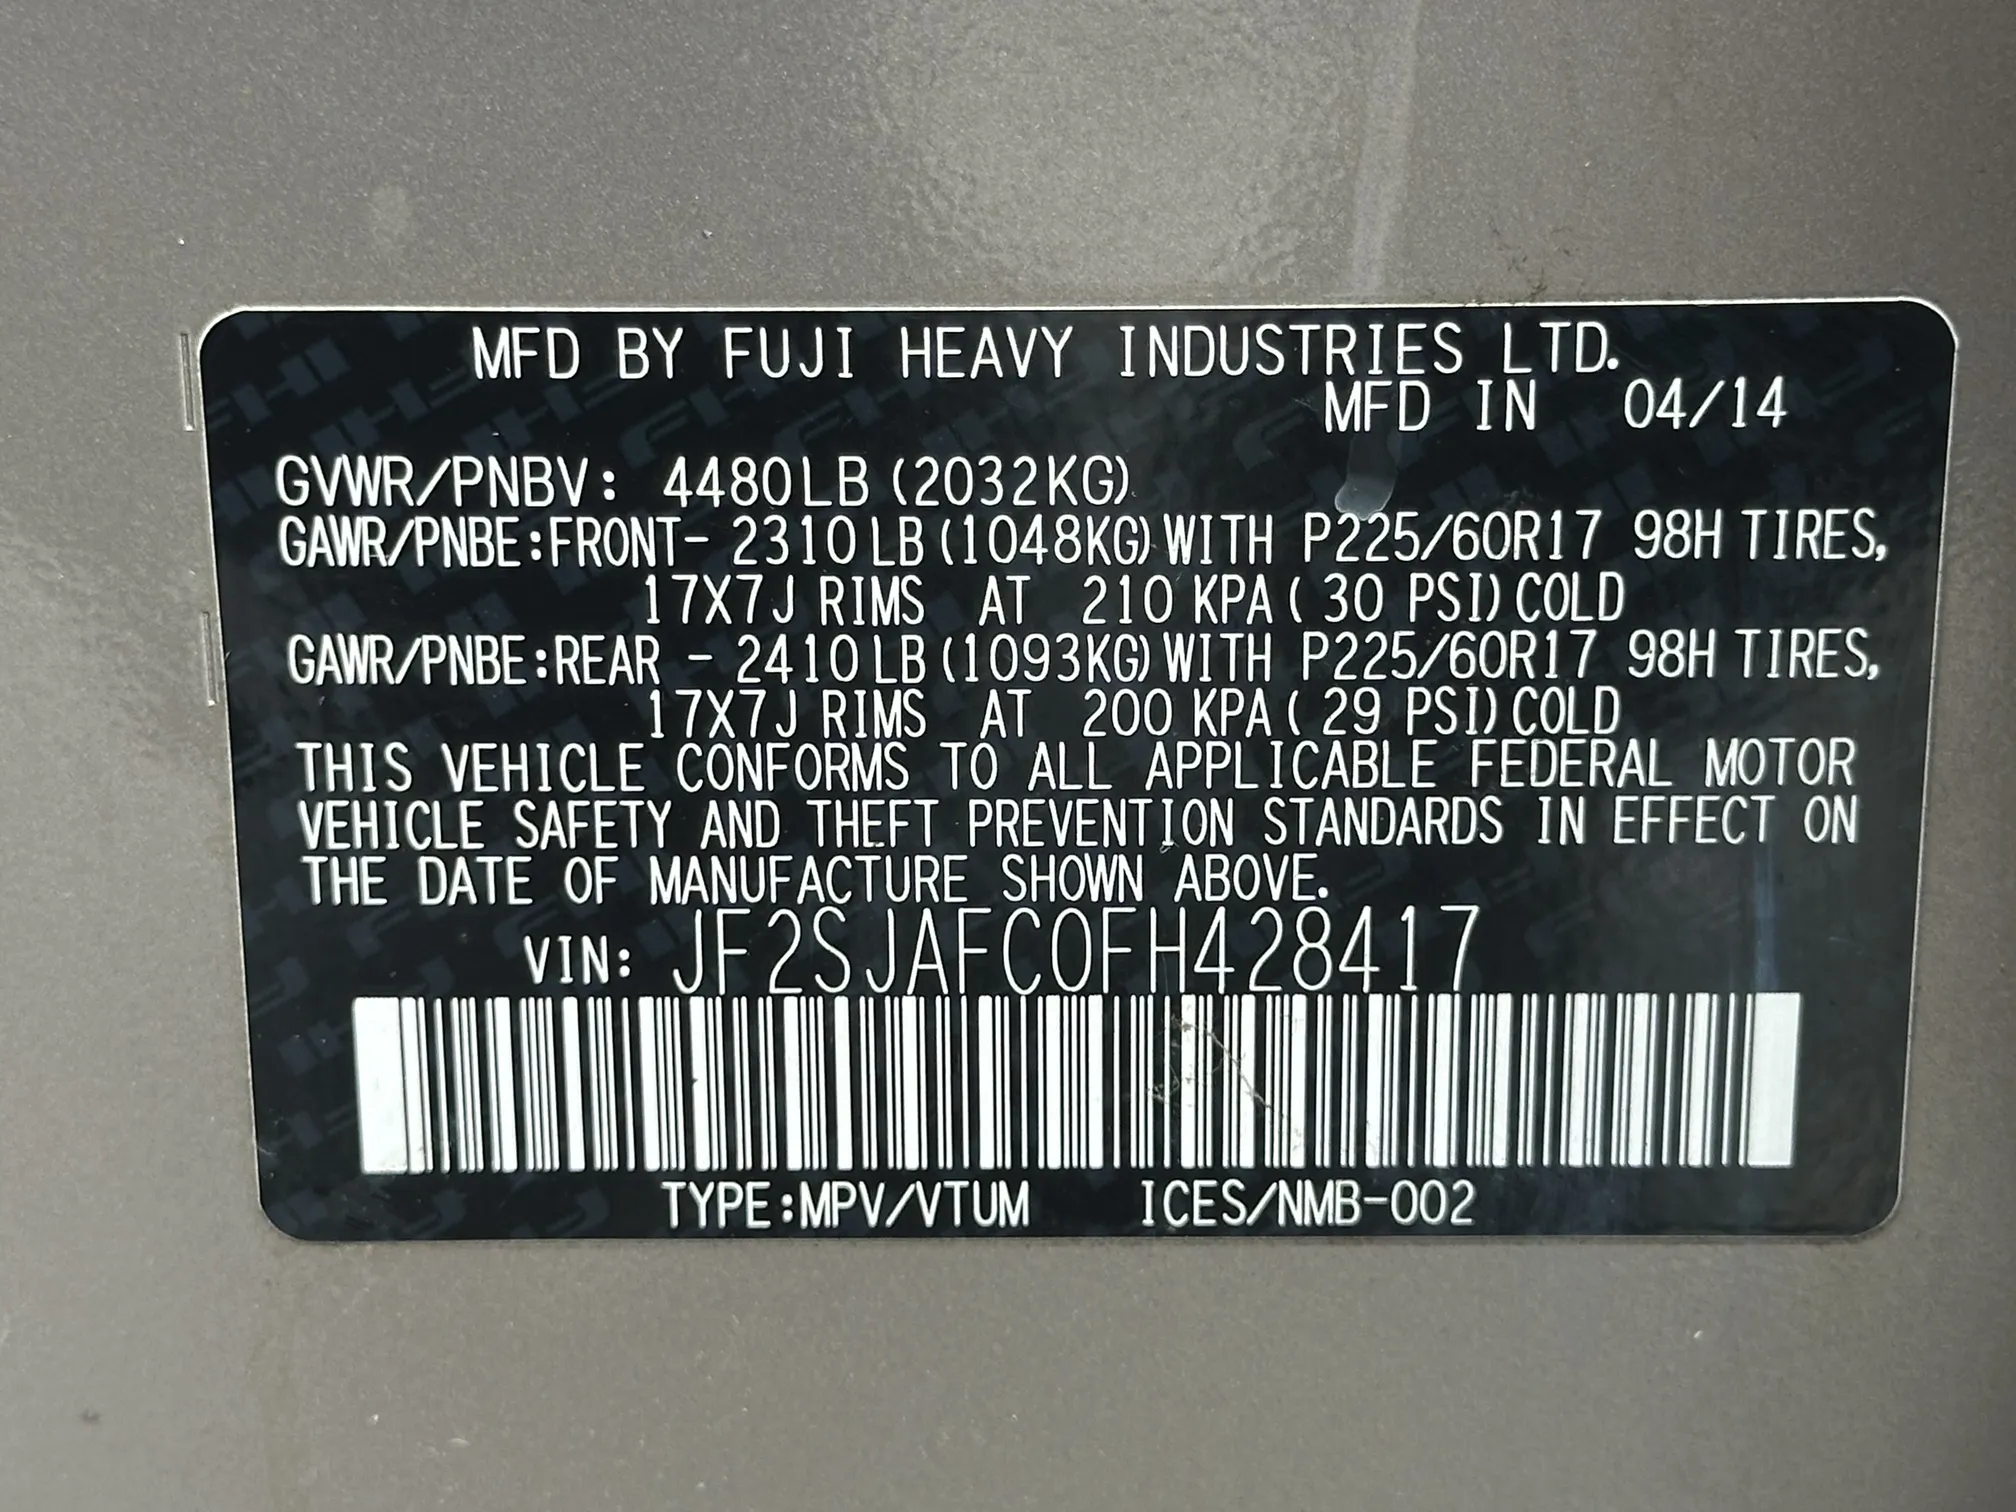 MFD BY FUJI HEAVY INDUSTRIES LTD.
MFD IN 04/14
GVWR/PNBV: 4480LB (2032KG)
GAWR/PNBE:FRONT- 2310LB (1048KG) WITH P225/60R17 98H TIRES,
17X7J RIMS AT 210 KPA ( 30 PSI) COLD
GAWR/PNBE:REAR - 2410LB (1093KG) WITH P225/60R17 98H TIRES,
17X7J RIMS AT 200 KPA ( 29 PSI) COLD
THIS VEHICLE CONFORMS TO ALL APPLICABLE FEDERAL MOTOR
VEHICLE SAFETY AND THEFT PREVENTION STANDARDS IN EFFECT ON
THE DATE OF MANUFACTURE SHOWN ABOVE.
VIN: JF2SJAFC0FH428417
TYPE:MPV/VTUM ICES/NMB-002